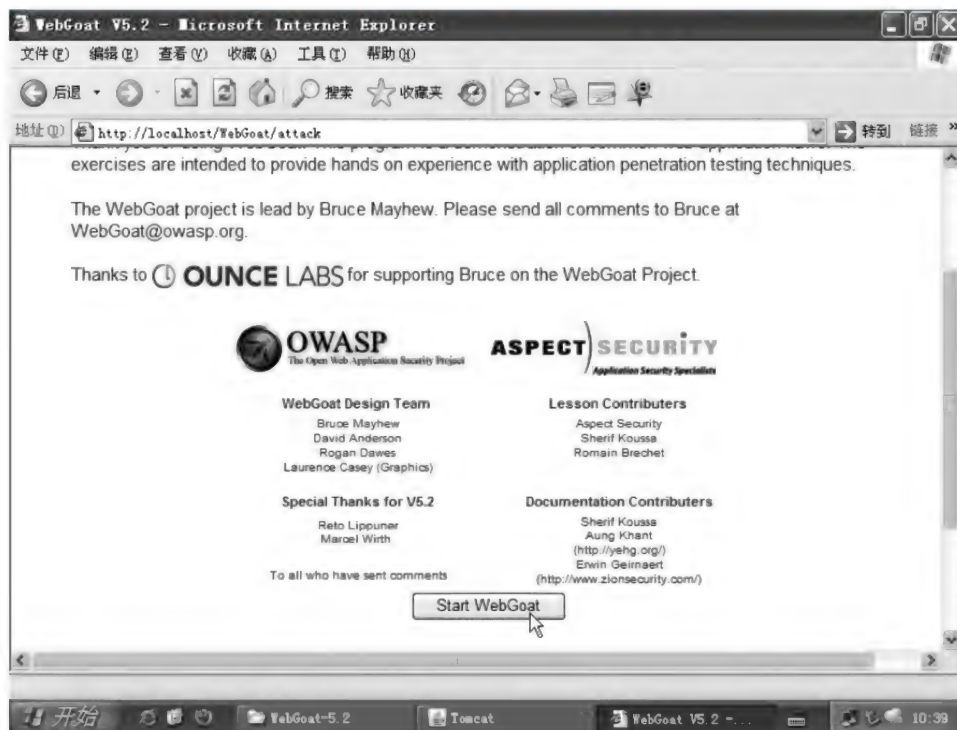 WebGoat V5.2 - Microsoft Internet Explorer
文件(F) 编辑(E) 查看(V) 收藏(A) 工具(T) 帮助(H)
后退 搜索 收藏夹
地址(D) http://localhost/WebGoat/attack 转到 链接 »
exercises are intended to provide hands on experience with application penetration testing techniques.
The WebGoat project is lead by Bruce Mayhew. Please send all comments to Bruce at
WebGoat@owasp.org.
Thanks to OUNCE LABS for supporting Bruce on the WebGoat Project.
OWASP
The Open Web Application Security Project
ASPECT SECURITY
Application Security Specialists
WebGoat Design Team
Bruce Mayhew
David Anderson
Rogan Dawes
Laurence Casey (Graphics)
Lesson Contributers
Aspect Security
Sherif Koussa
Romain Brechet
Special Thanks for V5.2
Reto Lippuner
Marcel Wirth
To all who have sent comments
Documentation Contributers
Sherif Koussa
Aung Khant
(http://yehg.org/)
Erwin Geirnaert
(http://www.zionsecurity.com/)
Start WebGoat
开始 WebGoat-5.2 Tomcat WebGoat V5.2 -... 10:39